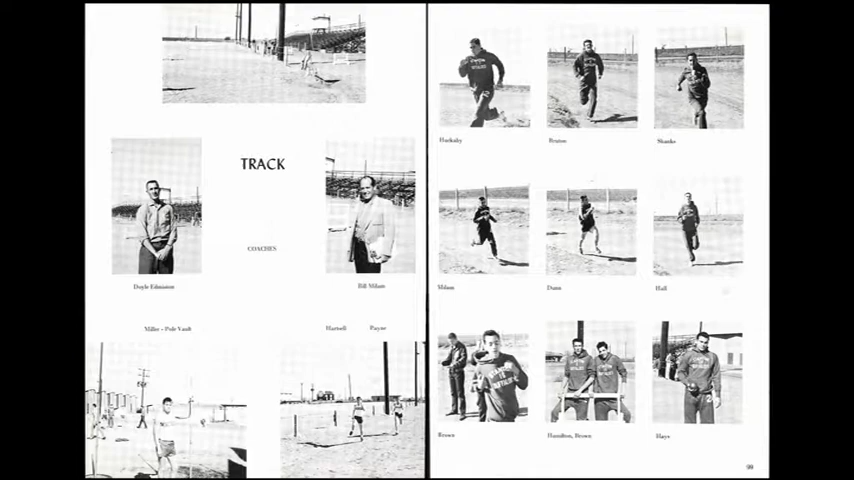 TRACK
COACHES
Doyle Edmiston
Bill Milam
Miller - Pole Vault
Hartsell Payne
Huckaby
Bruton
Shanks
Milam
Dunn
Hall
Brown
Hamilton, Brown
Hays
99